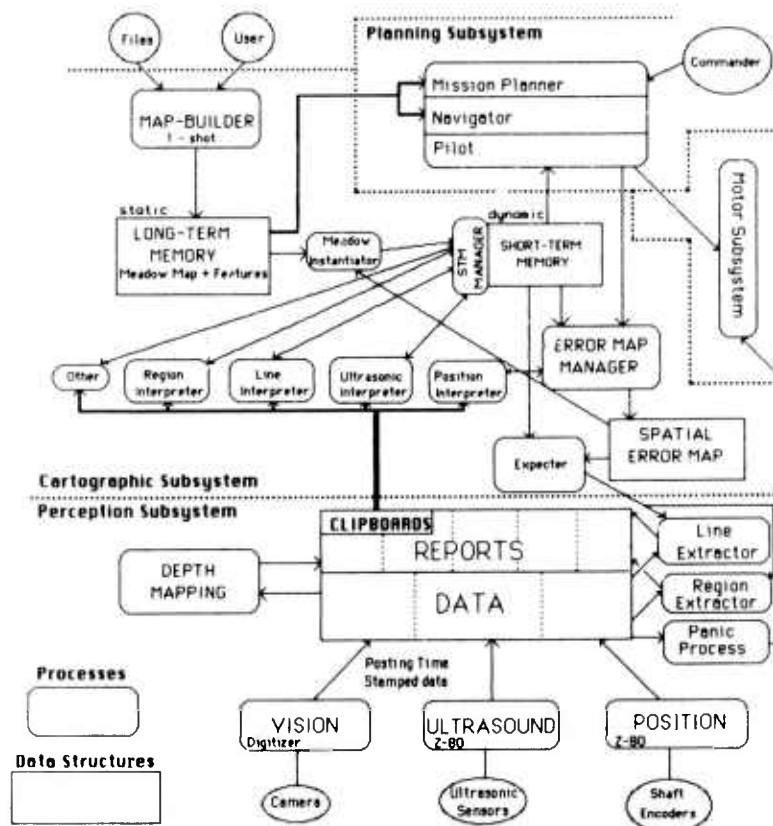 Files
User
Planning Subsystem
Commander
MAP-BUILDER
1 - shot
Mission Planner
Navigator
Pilot
Motor Subsystem
static
LONG-TERM
MEMORY
Meadow Map + Features
Meadow
Instantiator
STM
MANAGER
dynamic
SHORT-TERM
MEMORY
Other
Region
Interpreter
Line
Interpreter
Ultrasonic
Interpreter
Position
Interpreter
ERROR MAP
MANAGER
SPATIAL
ERROR MAP
Expecter
Cartographic Subsystem
Perception Subsystem
CLIPBOARDS
REPORTS
DATA
DEPTH
MAPPING
Line
Extractor
Region
Extractor
Panic
Process
Posting Time
Stamped data
Processes
VISION
Digitizer
ULTRASOUND
Z-80
POSITION
Z-80
Data Structures
Camera
Ultrasonic
Sensors
Shaft
Encoders